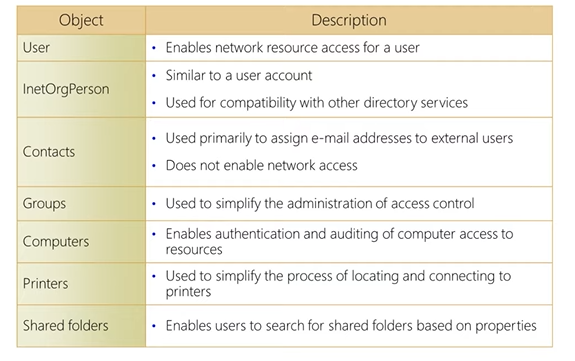 Object Description
User • Enables network resource access for a user
InetOrgPerson • Similar to a user account
• Used for compatibility with other directory services
Contacts • Used primarily to assign e-mail addresses to external users
• Does not enable network access
Groups • Used to simplify the administration of access control
Computers • Enables authentication and auditing of computer access to
resources
Printers • Used to simplify the process of locating and connecting to
printers
Shared folders • Enables users to search for shared folders based on properties